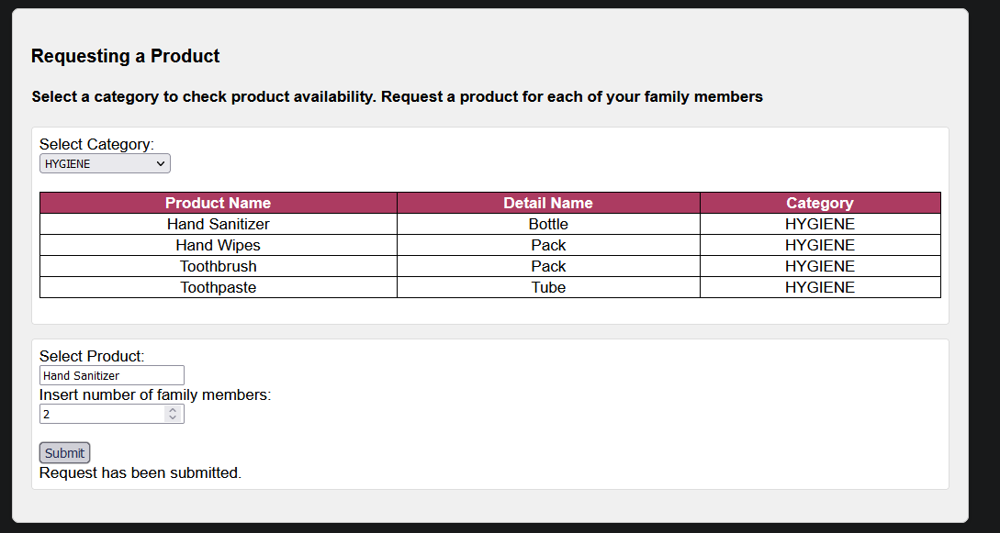 Requesting a Product
Select a category to check product availability. Request a product for each of your family members
Select Category:
HYGIENE
Product Name Detail Name Category
Hand Sanitizer Bottle HYGIENE
Hand Wipes Pack HYGIENE
Toothbrush Pack HYGIENE
Toothpaste Tube HYGIENE
Select Product:
Hand Sanitizer
Insert number of family members:
2
Submit
Request has been submitted.